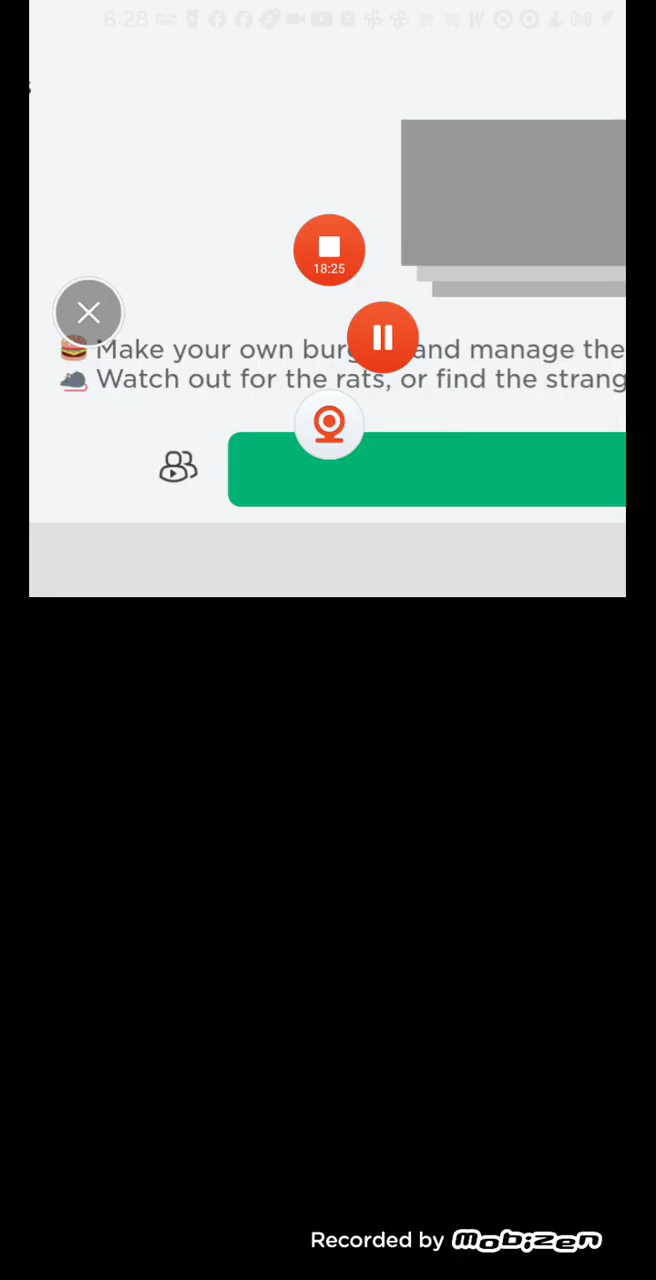 8:28
18:25
Make your own bur and manage the
Watch out for the rats, or find the strang
Recorded by mobizen